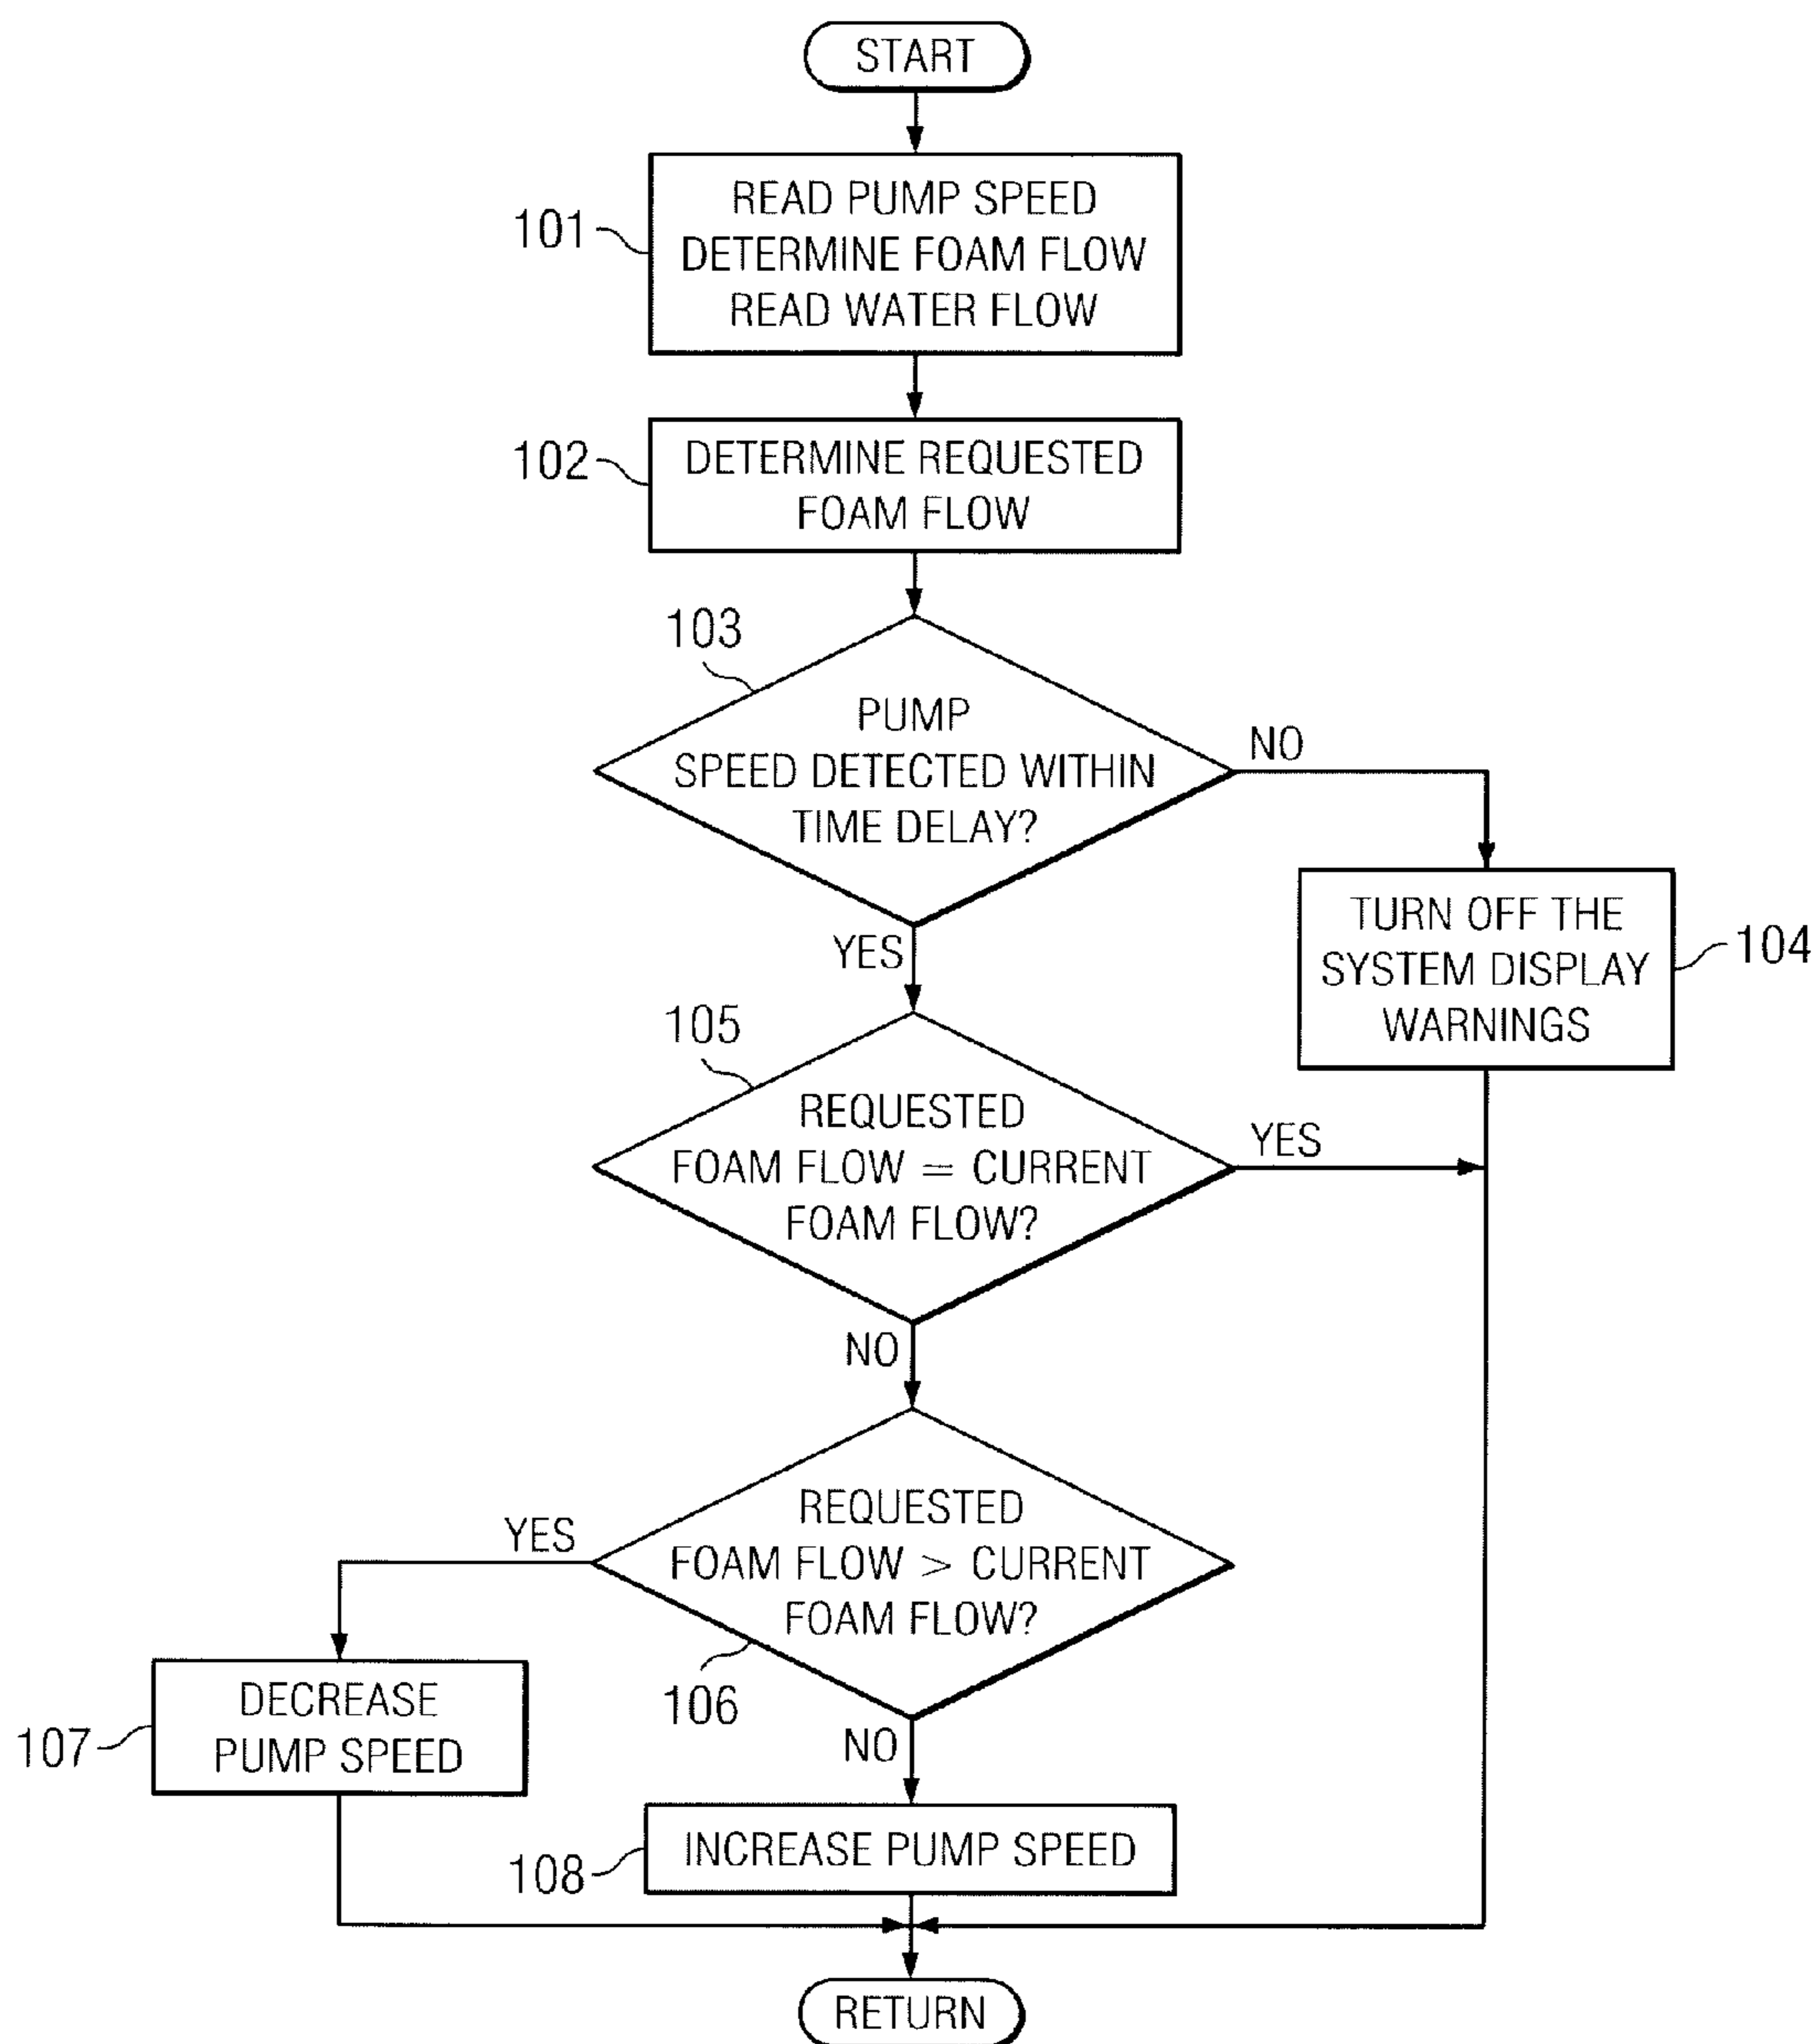 START
101
READ PUMP SPEED
DETERMINE FOAM FLOW
READ WATER FLOW
102
DETERMINE REQUESTED
FOAM FLOW
103
PUMP
SPEED DETECTED WITHIN
TIME DELAY?
NO
YES
TURN OFF THE
SYSTEM DISPLAY
WARNINGS
104
105
REQUESTED
FOAM FLOW = CURRENT
FOAM FLOW?
YES
NO
REQUESTED
FOAM FLOW > CURRENT
FOAM FLOW?
YES
106
NO
107
DECREASE
PUMP SPEED
108
INCREASE PUMP SPEED
RETURN